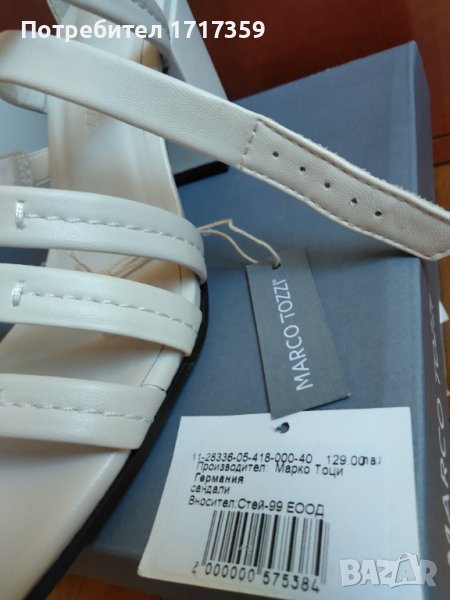 Потребител 1717359
MARCO TOZZI
MARCO TOZZI
11-28336-05-418-000-40 129.00лв.
Производител: Марко Тоци
Германия
сандали
Вносител:Стей-99 ЕООД
2 000000 575384
bazar